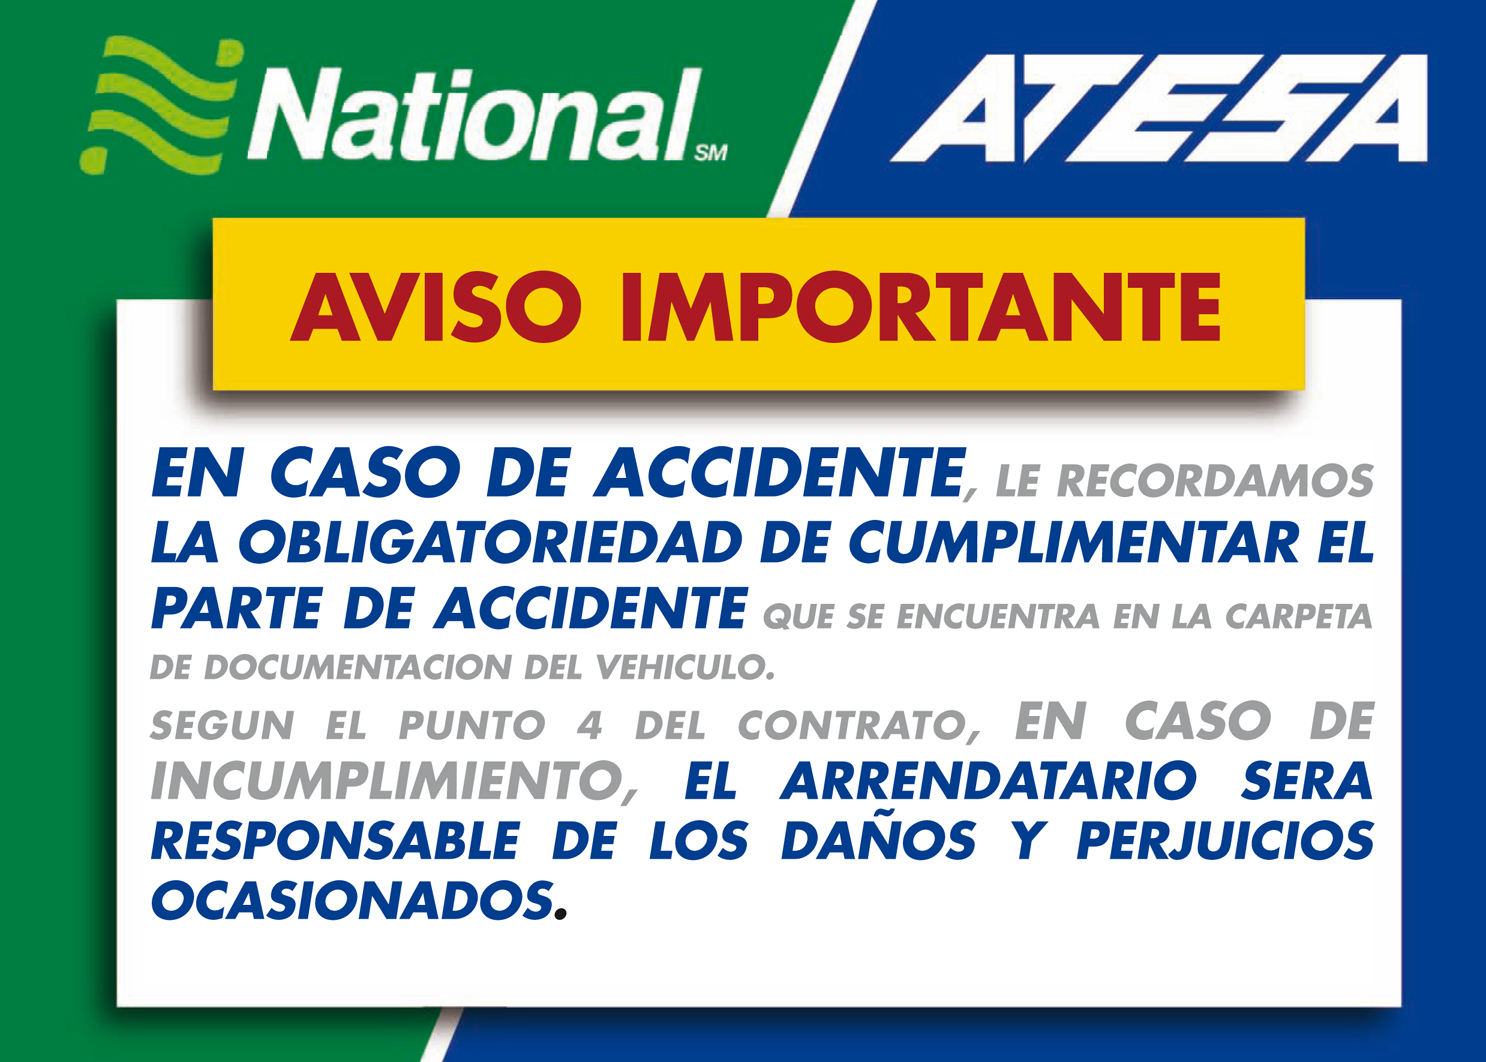 National SM
ATESA
AVISO IMPORTANTE
EN CASO DE ACCIDENTE, LE RECORDAMOS
LA OBLIGATORIEDAD DE CUMPLIMENTAR EL
PARTE DE ACCIDENTE QUE SE ENCUENTRA EN LA CARPETA
DE DOCUMENTACION DEL VEHICULO.
SEGUN EL PUNTO 4 DEL CONTRATO, EN CASO DE
INCUMPLIMIENTO, EL ARRENDATARIO SERA
RESPONSABLE DE LOS DAÑOS Y PERJUICIOS
OCASIONADOS.